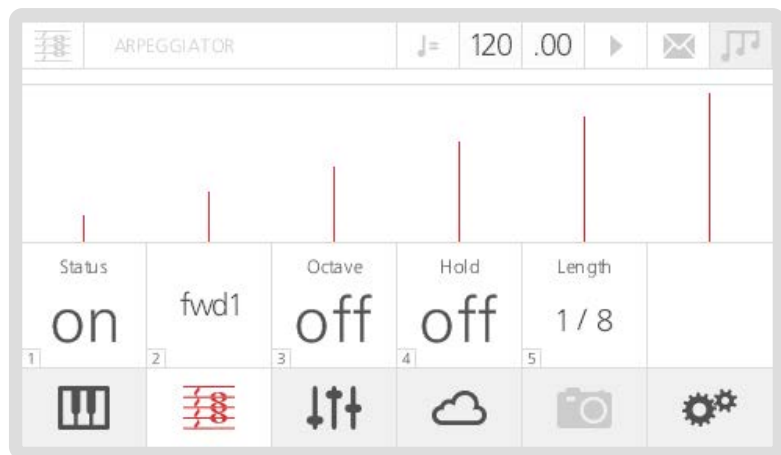 ARPEGGIATOR
= 120 .00
Status
on
1
fwd1
2
Octave
off
3
Hold
off
4
Length
1 / 8
5